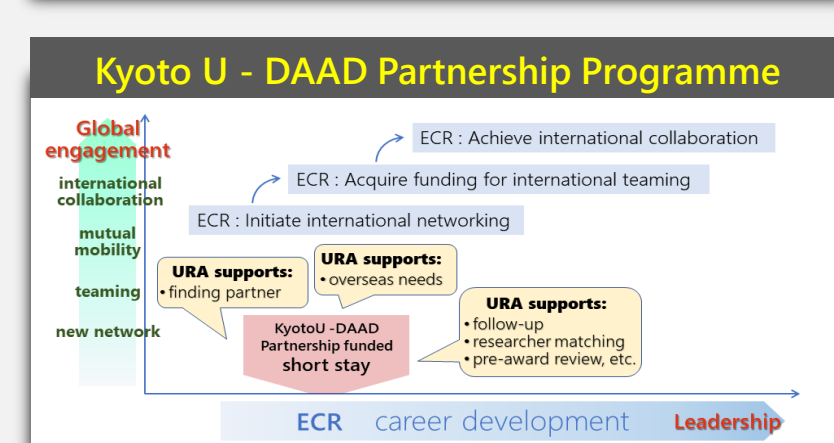 Kyoto U - DAAD Partnership Programme
Global
engagement
international
collaboration
mutual
mobility
teaming
new network
ECR : Achieve international collaboration
ECR : Acquire funding for international teaming
ECR : Initiate international networking
URA supports:
• finding partner
URA supports:
• overseas needs
URA supports:
• follow-up
• researcher matching
• pre-award review, etc.
KyotoU -DAAD
Partnership funded
short stay
ECR career development Leadership